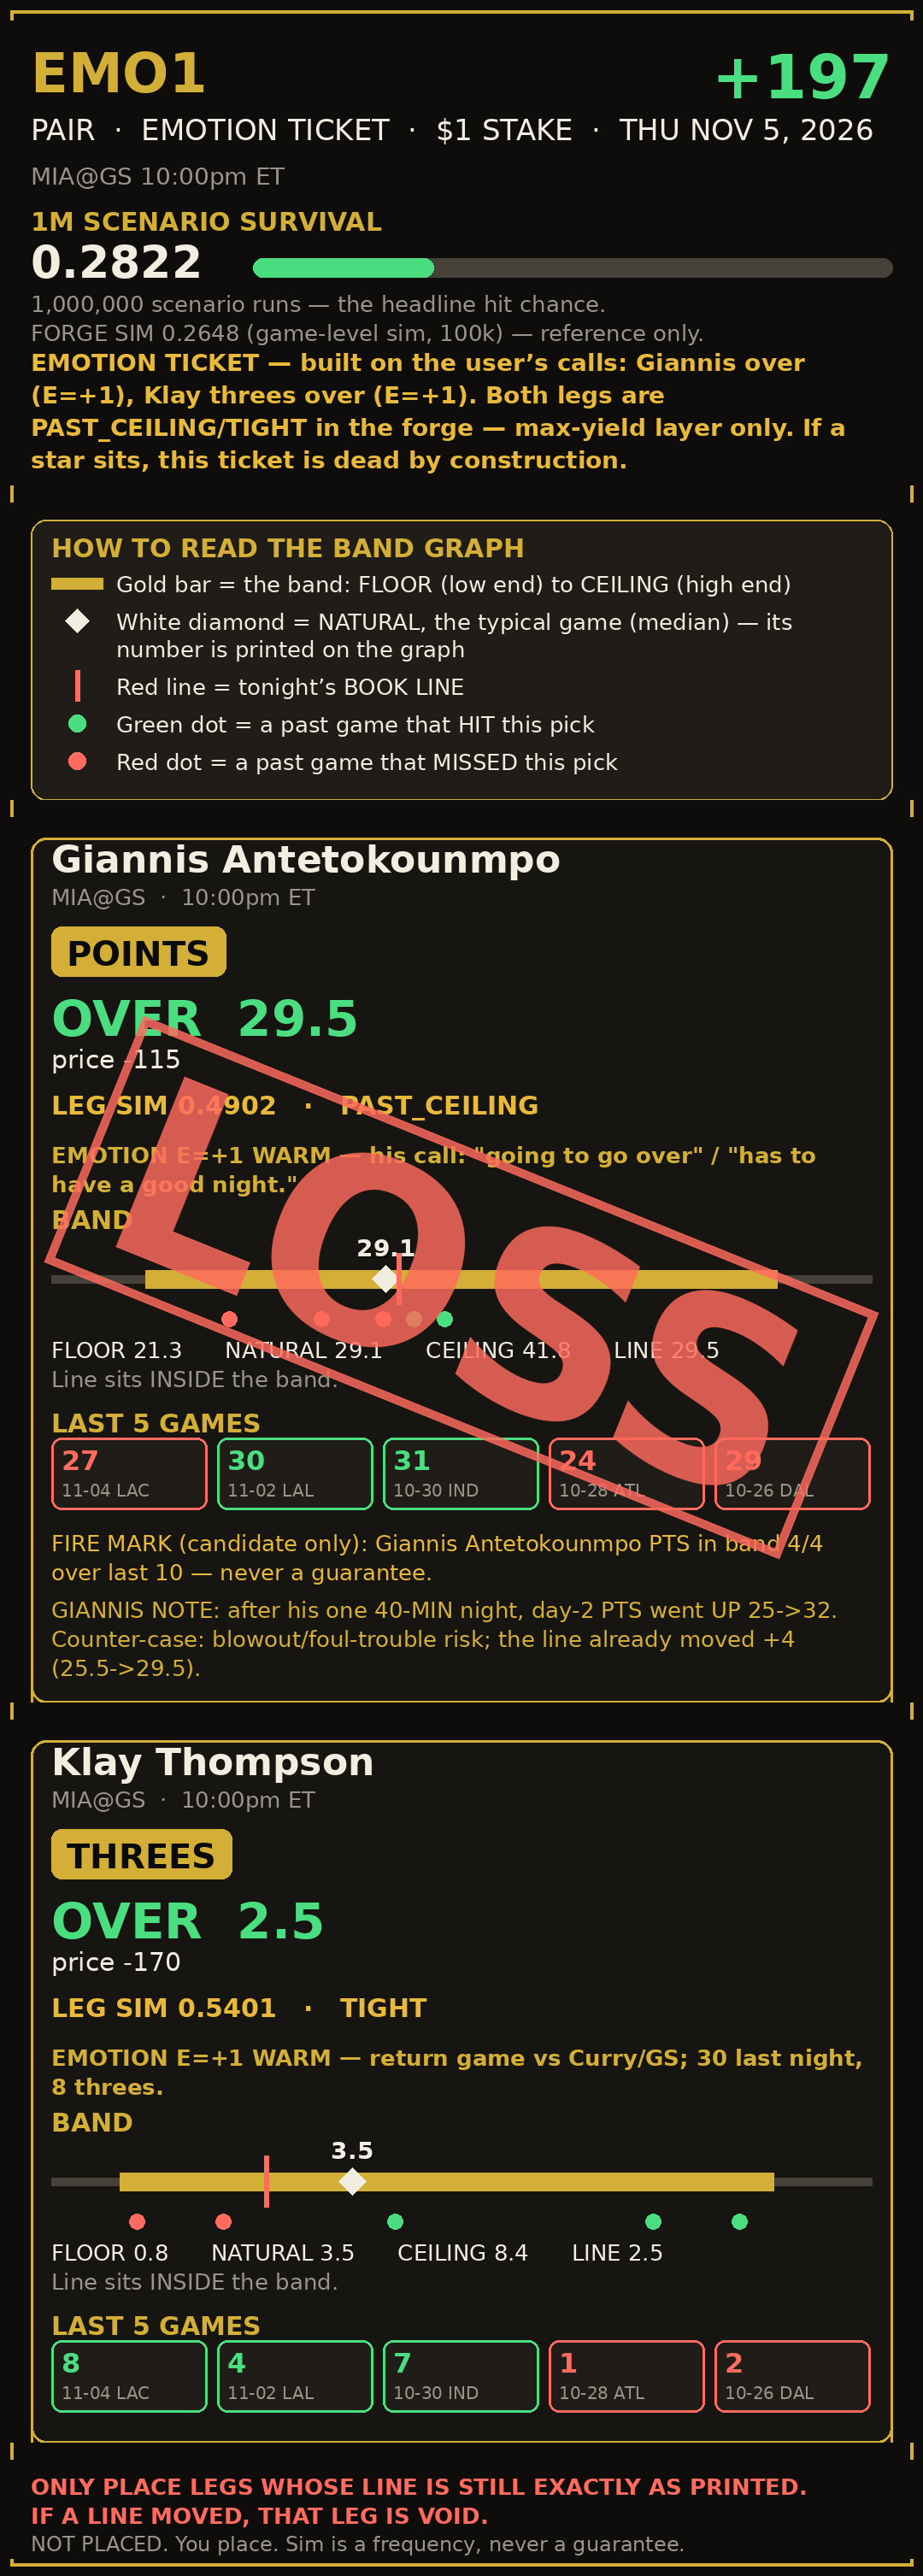 EMO1
+197
PAIR · EMOTION TICKET · $1 STAKE · THU NOV 5, 2026
MIA@GS 10:00pm ET
1M SCENARIO SURVIVAL
0.2822
1,000,000 scenario runs — the headline hit chance.
FORGE SIM 0.2648 (game-level sim, 100k) — reference only.
EMOTION TICKET — built on the user’s calls: Giannis over
(E=+1), Klay threes over (E=+1). Both legs are
PAST_CEILING/TIGHT in the forge — max-yield layer only. If a
star sits, this ticket is dead by construction.
HOW TO READ THE BAND GRAPH
Gold bar = the band: FLOOR (low end) to CEILING (high end)
White diamond = NATURAL, the typical game (median) — its
number is printed on the graph
Red line = tonight’s BOOK LINE
Green dot = a past game that HIT this pick
Red dot = a past game that MISSED this pick
Giannis Antetokounmpo
MIA@GS · 10:00pm ET
POINTS
OVER 29.5
price -115
LEG SIM 0.4902 · PAST_CEILING
EMOTION E=+1 WARM — his call: "going to go over" / "has to
have a good night."
BAND
29.1
FLOOR 21.3 NATURAL 29.1 CEILING 41.8 LINE 29.5
Line sits INSIDE the band.
LOSS
LAST 5 GAMES
27 30 31 24 29
11-04 LAC 11-02 LAL 10-30 IND 10-28 ATL 10-26 DAL
FIRE MARK (candidate only): Giannis Antetokounmpo PTS in band 4/4
over last 10 — never a guarantee.
GIANNIS NOTE: after his one 40-MIN night, day-2 PTS went UP 25->32.
Counter-case: blowout/foul-trouble risk; the line already moved +4
(25.5->29.5).
Klay Thompson
MIA@GS · 10:00pm ET
THREES
OVER 2.5
price -170
LEG SIM 0.5401 · TIGHT
EMOTION E=+1 WARM — return game vs Curry/GS; 30 last night,
8 threes.
BAND
3.5
FLOOR 0.8 NATURAL 3.5 CEILING 8.4 LINE 2.5
Line sits INSIDE the band.
LAST 5 GAMES
8 4 7 1 2
11-04 LAC 11-02 LAL 10-30 IND 10-28 ATL 10-26 DAL
ONLY PLACE LEGS WHOSE LINE IS STILL EXACTLY AS PRINTED.
IF A LINE MOVED, THAT LEG IS VOID.
NOT PLACED. You place. Sim is a frequency, never a guarantee.